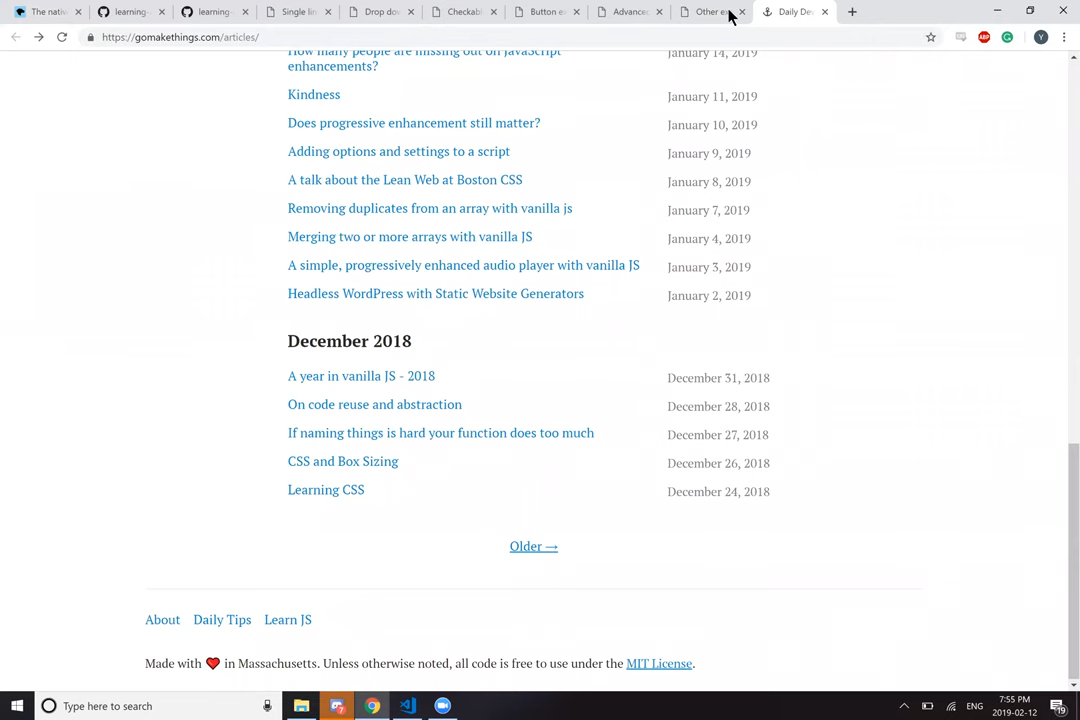 The nativ
learning-
learning-
Single lin
Drop dov
Checkabl
Button e
Advance
Other e
Daily De
https://gomakethings.com/articles/
ABP
Y
How many people are missing out on JavaScript
enhancements?
January 14, 2019
Kindness
January 11, 2019
Does progressive enhancement still matter?
January 10, 2019
Adding options and settings to a script
January 9, 2019
A talk about the Lean Web at Boston CSS
January 8, 2019
Removing duplicates from an array with vanilla js
January 7, 2019
Merging two or more arrays with vanilla JS
January 4, 2019
A simple, progressively enhanced audio player with vanilla JS
January 3, 2019
Headless WordPress with Static Website Generators
January 2, 2019
December 2018
A year in vanilla JS - 2018
December 31, 2018
On code reuse and abstraction
December 28, 2018
If naming things is hard your function does too much
December 27, 2018
CSS and Box Sizing
December 26, 2018
Learning CSS
December 24, 2018
Older →
About Daily Tips Learn JS
Made with ❤ in Massachusetts. Unless otherwise noted, all code is free to use under the MIT License.
Type here to search
ENG
7:55 PM
2019-02-12
19